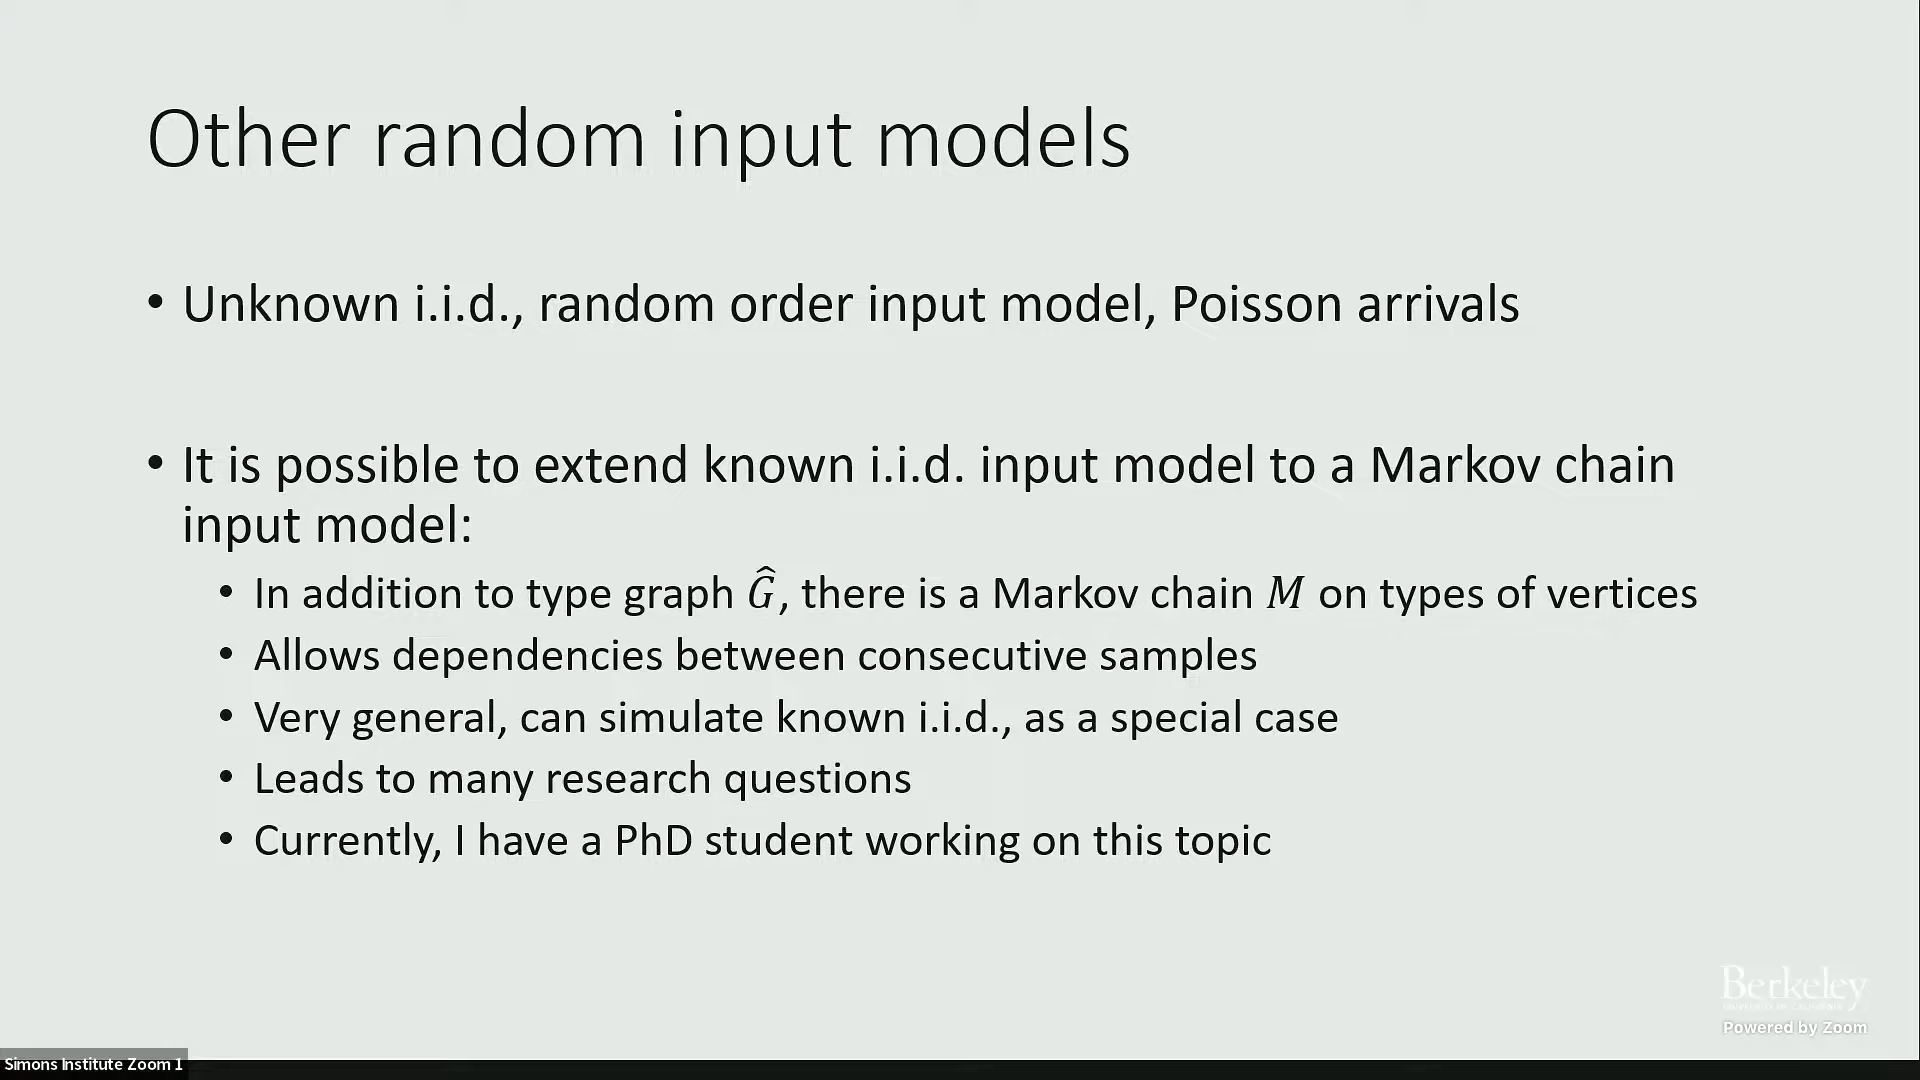 Other random input models
• Unknown i.i.d., random order input model, Poisson arrivals
• It is possible to extend known i.i.d. input model to a Markov chain
input model:
• In addition to type graph Ĝ, there is a Markov chain M on types of vertices
• Allows dependencies between consecutive samples
• Very general, can simulate known i.i.d., as a special case
• Leads to many research questions
• Currently, I have a PhD student working on this topic
Berkeley
UNIVERSITY OF CALIFORNIA
Powered by Zoom
Simons Institute Zoom 1